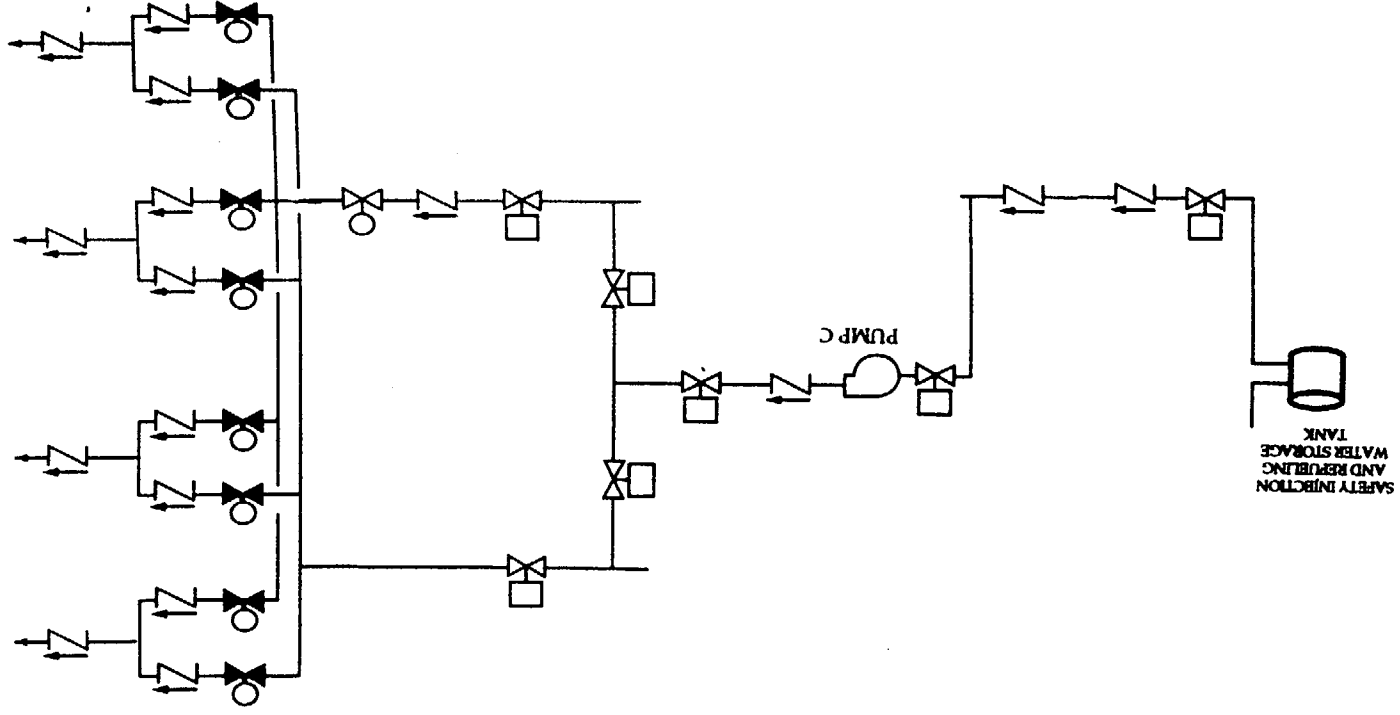 SAFETY INJECTION
AND REFUELING
WATER STORAGE
TANK
PUMP C